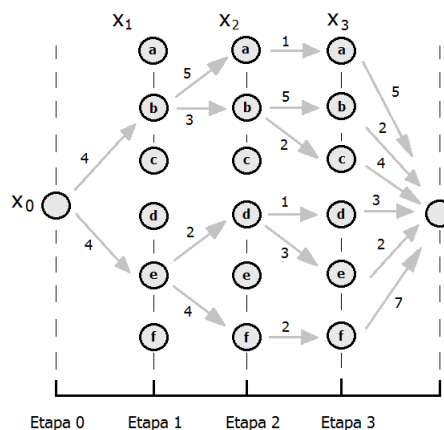 X1 X2 X3
a a 1 a
5 5
b b 5 b
3 2
4 2 4
c c c
X0
d d 1 d 3
4 2
3 2
e e e
4 7
f f 2 f
Etapa 0 Etapa 1 Etapa 2 Etapa 3